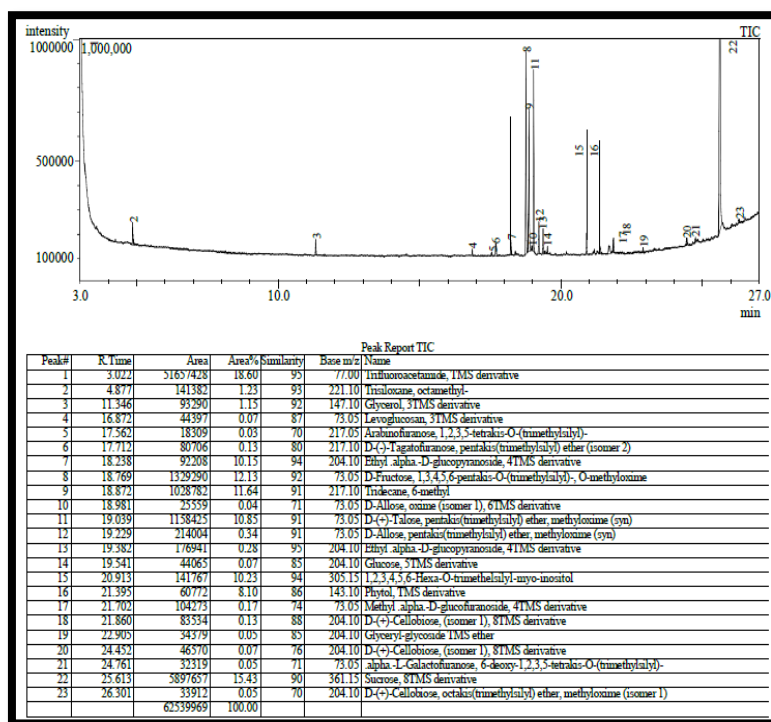 intensity TIC
1000000 1,000,000
500000
100000
2 3 4 5 6 7 8 9 10 11 12 13 14 15 16 17 18 19 20 21 22 23
3.0 10.0 20.0 27.0
min
Peak Report TIC
Peak# R.Time Area Area% Similarity Base m/z Name
1 3.022 51657428 18.60 95 77.00 Trifluoroacetamide, TMS derivative
2 4.877 141382 1.23 93 221.10 Trisiloxane, octamethyl-
3 11.346 93290 1.15 92 147.10 Glycerol, 3TMS derivative
4 16.872 44397 0.07 87 73.05 Levoglucosan, 3TMS derivative
5 17.562 18309 0.03 70 217.05 Arabinofuranose, 1,2,3,5-tetrakis-O-(trimethylsilyl)-
6 17.712 80706 0.13 80 217.10 D-(-)-Tagatofuranose, pentakis(trimethylsilyl) ether (isomer 2)
7 18.238 92208 10.15 94 204.10 Ethyl .alpha.-D-glucopyranoside, 4TMS derivative
8 18.769 1329290 12.13 92 73.05 D-Fructose, 1,3,4,5,6-pentakis-O-(trimethylsilyl)-, O-methyloxime
9 18.872 1028782 11.64 91 217.10 Tridecane, 6-methyl
10 18.981 25559 0.04 71 73.05 D-Allose, oxime (isomer 1), 6TMS derivative
11 19.039 1158425 10.85 91 73.05 D-(+)-Talose, pentakis(trimethylsilyl) ether, methyloxime (syn)
12 19.229 214004 0.34 91 73.05 D-Allose, pentakis(trimethylsilyl) ether, methyloxime (syn)
13 19.382 176941 0.28 95 204.10 Ethyl .alpha.-D-glucopyranoside, 4TMS derivative
14 19.541 44065 0.07 85 204.10 Glucose, 5TMS derivative
15 20.913 141767 10.23 94 305.15 1,2,3,4,5,6-Hexa-O-trimethelsilyl-myo-inositol
16 21.395 60772 8.10 86 143.10 Phytol, TMS derivative
17 21.702 104273 0.17 74 73.05 Methyl .alpha.-D-glucofuranoside, 4TMS derivative
18 21.860 83534 0.13 88 204.10 D-(+)-Cellobiose, (isomer 1), 8TMS derivative
19 22.905 34379 0.05 85 204.10 Glyceryl-glycoside TMS ether
20 24.452 46570 0.07 76 204.10 D-(+)-Cellobiose, (isomer 1), 8TMS derivative
21 24.761 32319 0.05 71 73.05 .alpha.-L-Galactofuranose, 6-deoxy-1,2,3,5-tetrakis-O-(trimethylsilyl)-
22 25.613 5897657 15.43 90 361.15 Sucrose, 8TMS derivative
23 26.301 33912 0.05 70 204.10 D-(+)-Cellobiose, octakis(trimethylsilyl) ether, methyloxime (isomer 1)
62539969 100.00